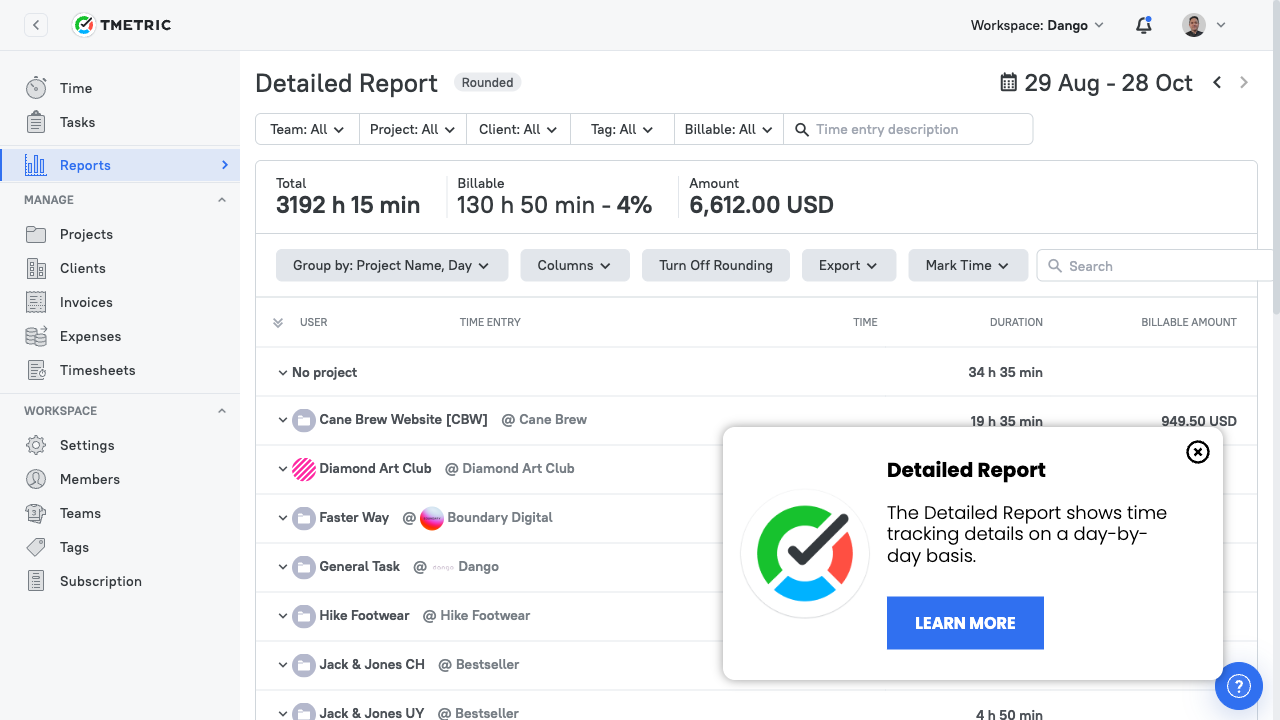 TMETRIC
Workspace: Dango
Time
Tasks
Reports
MANAGE
Projects
Clients
Invoices
Expenses
Timesheets
WORKSPACE
Settings
Members
Teams
Tags
Subscription
Detailed Report Rounded
29 Aug - 28 Oct
Team: All Project: All Client: All Tag: All Billable: All Time entry description
Total Billable Amount
3192 h 15 min 130 h 50 min - 4% 6,612.00 USD
Group by: Project Name, Day Columns Turn Off Rounding Export Mark Time Search
USER TIME ENTRY TIME DURATION BILLABLE AMOUNT
No project 34 h 35 min
Cane Brew Website [CBW] @ Cane Brew 19 h 35 min 949.50 USD
Diamond Art Club @ Diamond Art Club
Faster Way @ Boundary Digital
General Task @ dango Dango
Hike Footwear @ Hike Footwear
Jack & Jones CH @ Bestseller
Jack & Jones UY @ Bestseller 4 h 50 min
Detailed Report
The Detailed Report shows time
tracking details on a day-by-
day basis.
LEARN MORE
?